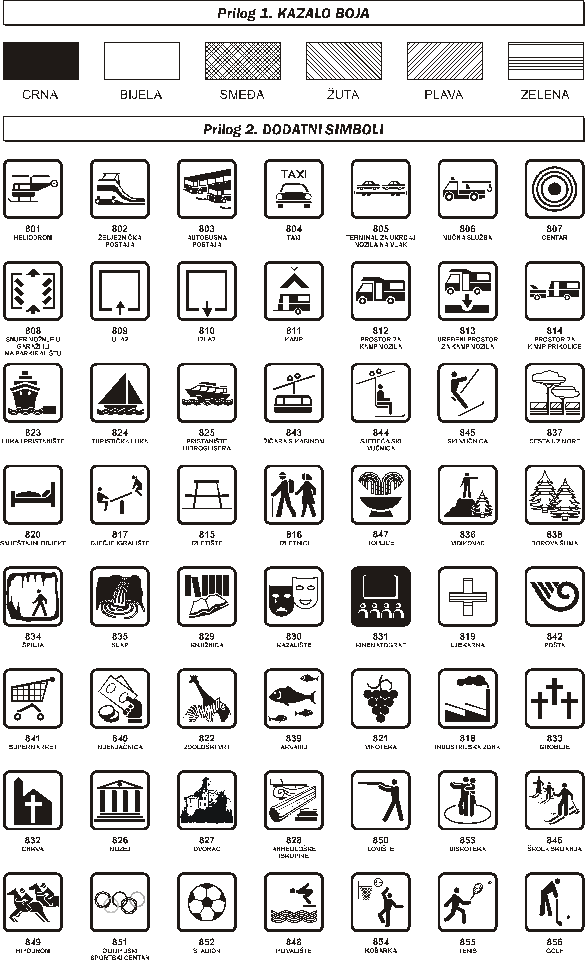 Prilog 1. KAZALO BOJA
CRNA BIJELA SMEĐA ŽUTA PLAVA ZELENA
Prilog 2. DODATNI SIMBOLI
TAXI
801 802 803 804 805 806 807
HELIODROM ŽELJEZNIČKA AUTOBUSNA TAXI TERMINAL ZA UKRCAJ CENTAR
POSTAJA POSTAJA VOZILA NA VLAK
808 809 810 811 812 813 814
ULAZ IZLAZ KAMP PROSTOR ZA UREĐENI PROSTOR PROSTOR ZA
GARAŽI ILI KAMP VOZILA ZA KAMP VOZILA KAMP PRIKOLICE
NA PARKIRALIŠTU
823 824 825 843 844 845 837
LUKA I PRISTANIŠTE TURISTIČKA LUKA PRISTANIŠTE ŽIČARA S KABINOM SKI VUČNICA CESTA UZ MORE
HIDROGLISERA
820 817 815 816 847 836 838
SMJEŠTAJNI OBJEKT DJEČJE IGRALIŠTE IZLETIŠTE IZLETNICI TOPLICE VIDIKOVAC BOROVA ŠUMA
834 835 829 830 831 819 842
ŠPILJA SLAP KNJIŽNICA KAZALIŠTE KINEMATOGRAF LJEKARNA POŠTA
841 840 822 839 821 818 833
SUPERMARKET MJENJAČNICA ZOOLOŠKI VRT AKVARIJ VINOTEKA INDUSTRIJSKA ZONA GROBLJE
832 826 827 828 850 853 846
CRKVA MUZEJ DVORAC ARHEOLOŠKE LOVIŠTE DISKOTEKA ŠKOLA SKIJANJA
ISKOPINE
849 851 852 848 854 855 856
HIPODROM OLIMPIJSKI STADION PLIVALIŠTE KOŠARKA TENIS GOLF
SPORTSKI CENTAR